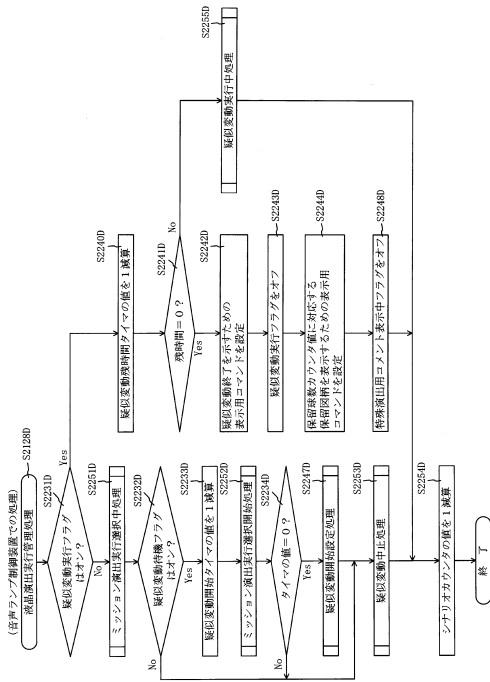 (音声ランプ制御装置での処理)
液晶演出実行管理処理
S2128D
疑似変動実行フラグ
はオン?
S2231D
Yes
No
ミッション演出実行選択中処理
S2251D
疑似変動待機フラグ
はオン?
S2232D
No
Yes
疑似変動開始タイマの値を1減算
S2233D
ミッション演出実行選択開始処理
S2252D
タイマの値=0?
S2234D
No
Yes
疑似変動開始設定処理
S2247D
疑似変動中止処理
S2253D
シナリオカウンタの値を1減算
S2254D
終 了
疑似変動残時間タイマの値を1減算
S2240D
残時間=0?
S2241D
No
Yes
疑似変動終了を示すための
表示用コマンドを設定
S2242D
疑似変動実行フラグをオフ
S2243D
保留球数カウンタ値に対応する
保留図柄を表示するための表示用
コマンドを設定
S2244D
特殊演出用コメント表示中フラグをオフ
S2248D
疑似変動実行中処理
S2255D